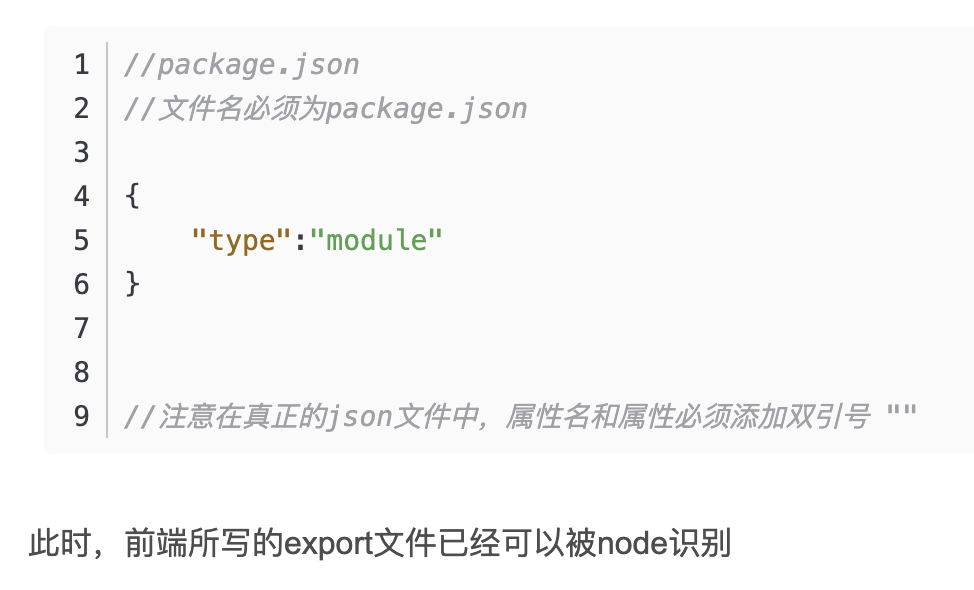 1 //package.json
2 //文件名必须为package.json
3
4 {
5     "type":"module"
6 }
7
8
9 //注意在真正的json文件中，属性名和属性必须添加双引号 ""
此时，前端所写的export文件已经可以被node识别